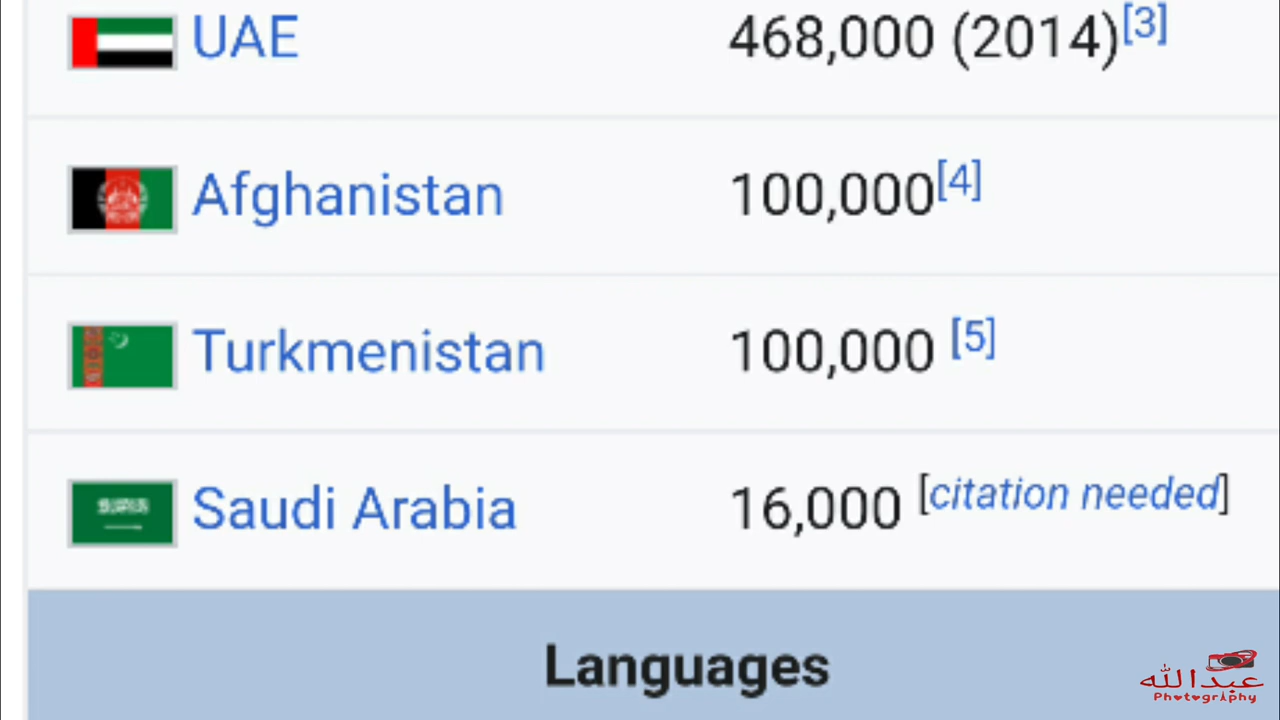 UAE 468,000 (2014)[3]
Afghanistan 100,000[4]
Turkmenistan 100,000 [5]
Saudi Arabia 16,000 [citation needed]
Languages
عبدالله
Photography